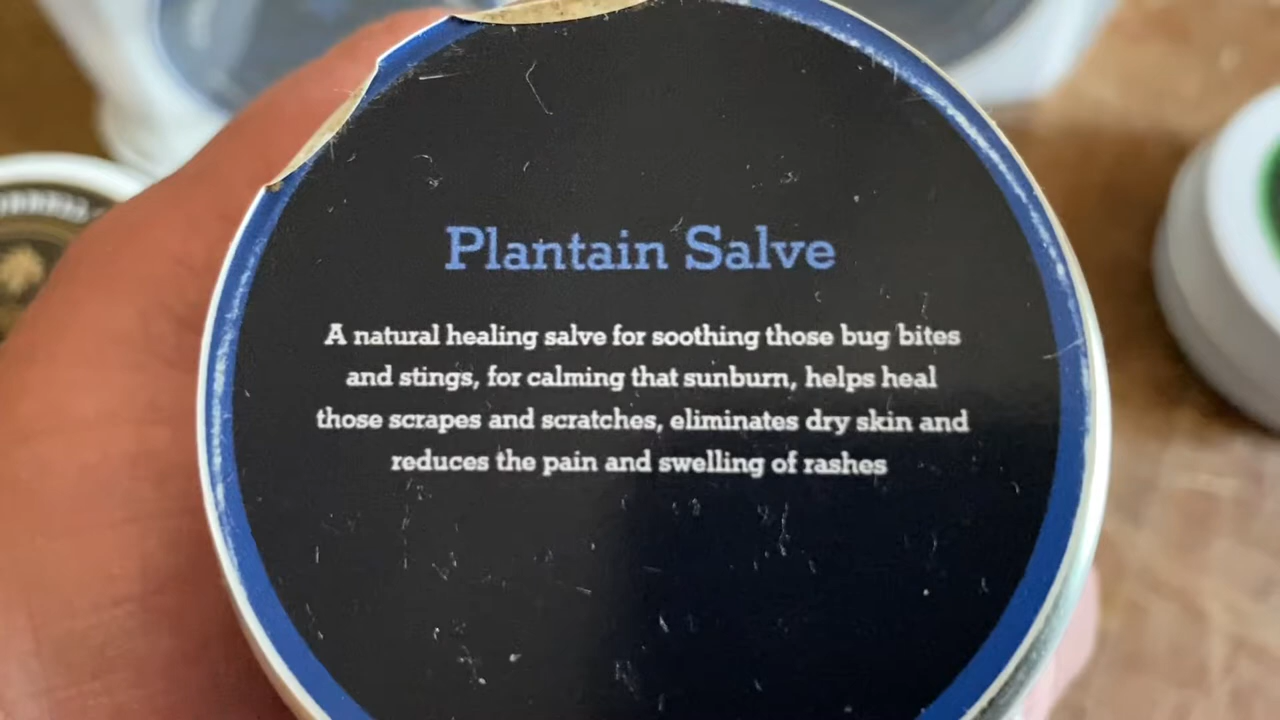 Plantain Salve
A natural healing salve for soothing those bug bites
and stings, for calming that sunburn, helps heal
those scrapes and scratches, eliminates dry skin and
reduces the pain and swelling of rashes